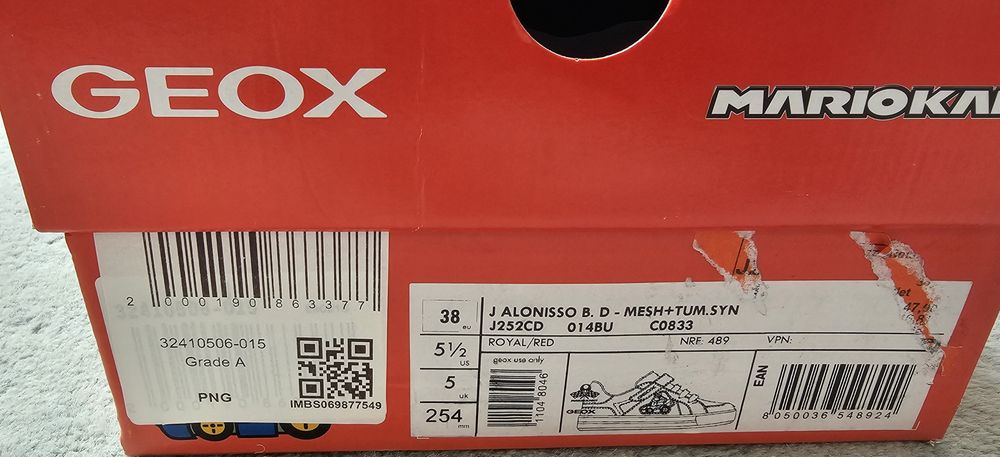 GEOX
MARIOKA
2 000190 863377
32410506-015
Grade A
PNG
IMBS069877549
38 eu
5½ us
5 uk
254 mm
J ALONISSO B. D - MESH+TUM.SYN
J252CD 014BU C0833
ROYAL/RED NRF: 489 VPN:
geox use only
1104 8046
GEOX
EAN
8 050036 548924